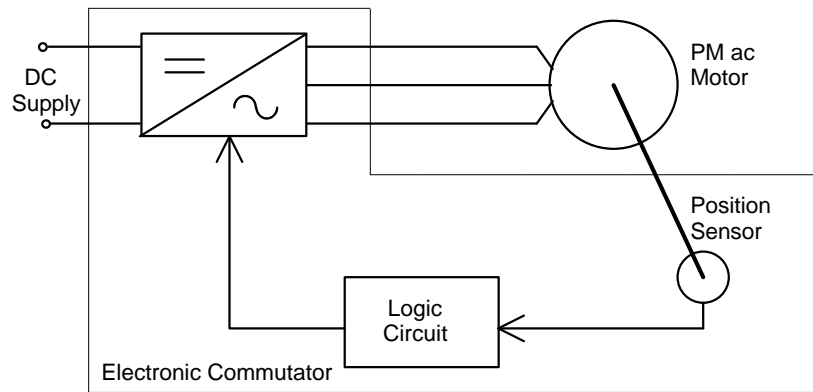 DC
Supply
PM ac
Motor
Position
Sensor
Logic
Circuit
Electronic Commutator